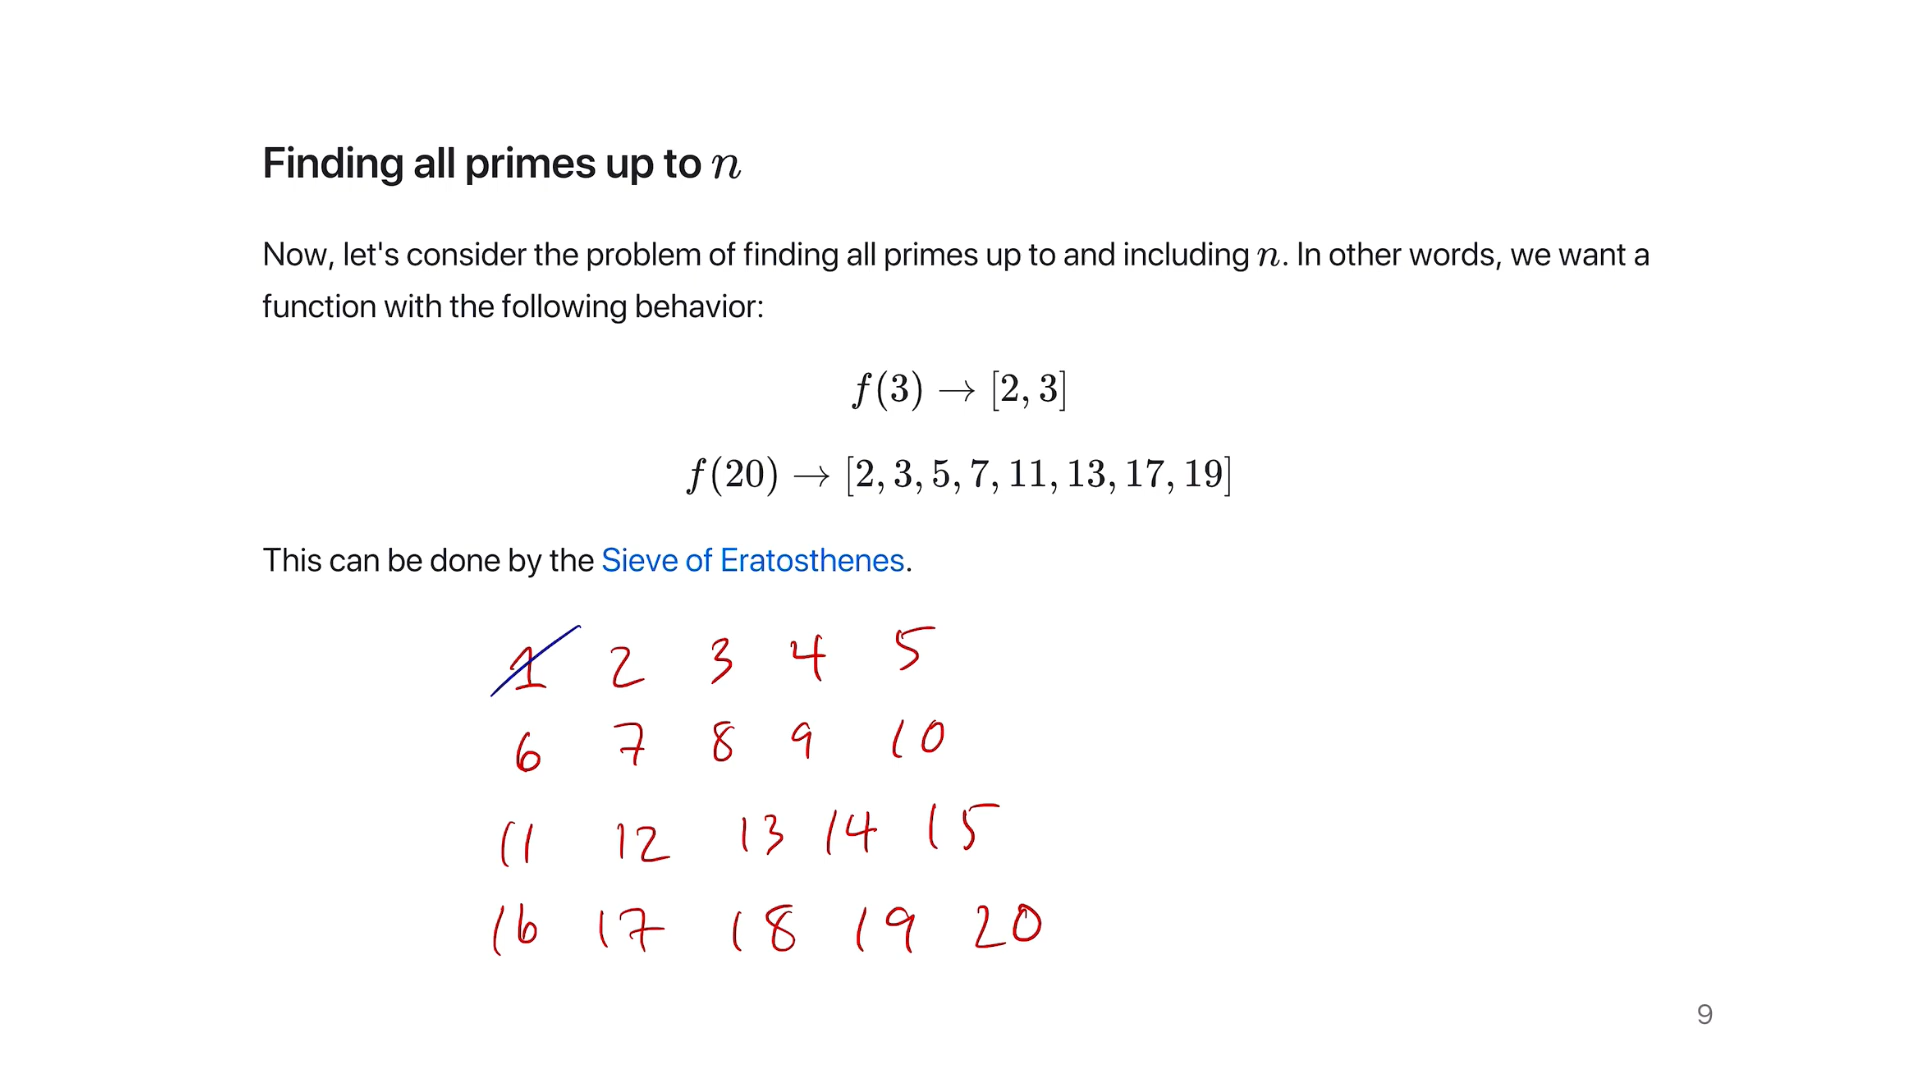 Finding all primes up to n
Now, let's consider the problem of finding all primes up to and including n. In other words, we want a
function with the following behavior:
f(3) → [2, 3]
f(20) → [2, 3, 5, 7, 11, 13, 17, 19]
This can be done by the Sieve of Eratosthenes.
1 2 3 4 5
6 7 8 9 10
11 12 13 14 15
16 17 18 19 20
9